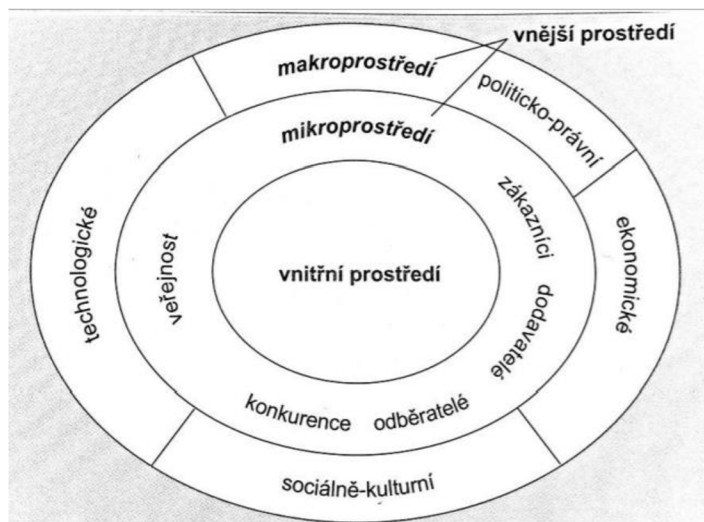 vnější prostředí
makroprostředí
politicko-právní
mikroprostředí
zákazníci
ekonomické
technologické
veřejnost
vnitřní prostředí
dodavatelé
konkurence
odběratelé
sociálně-kulturní